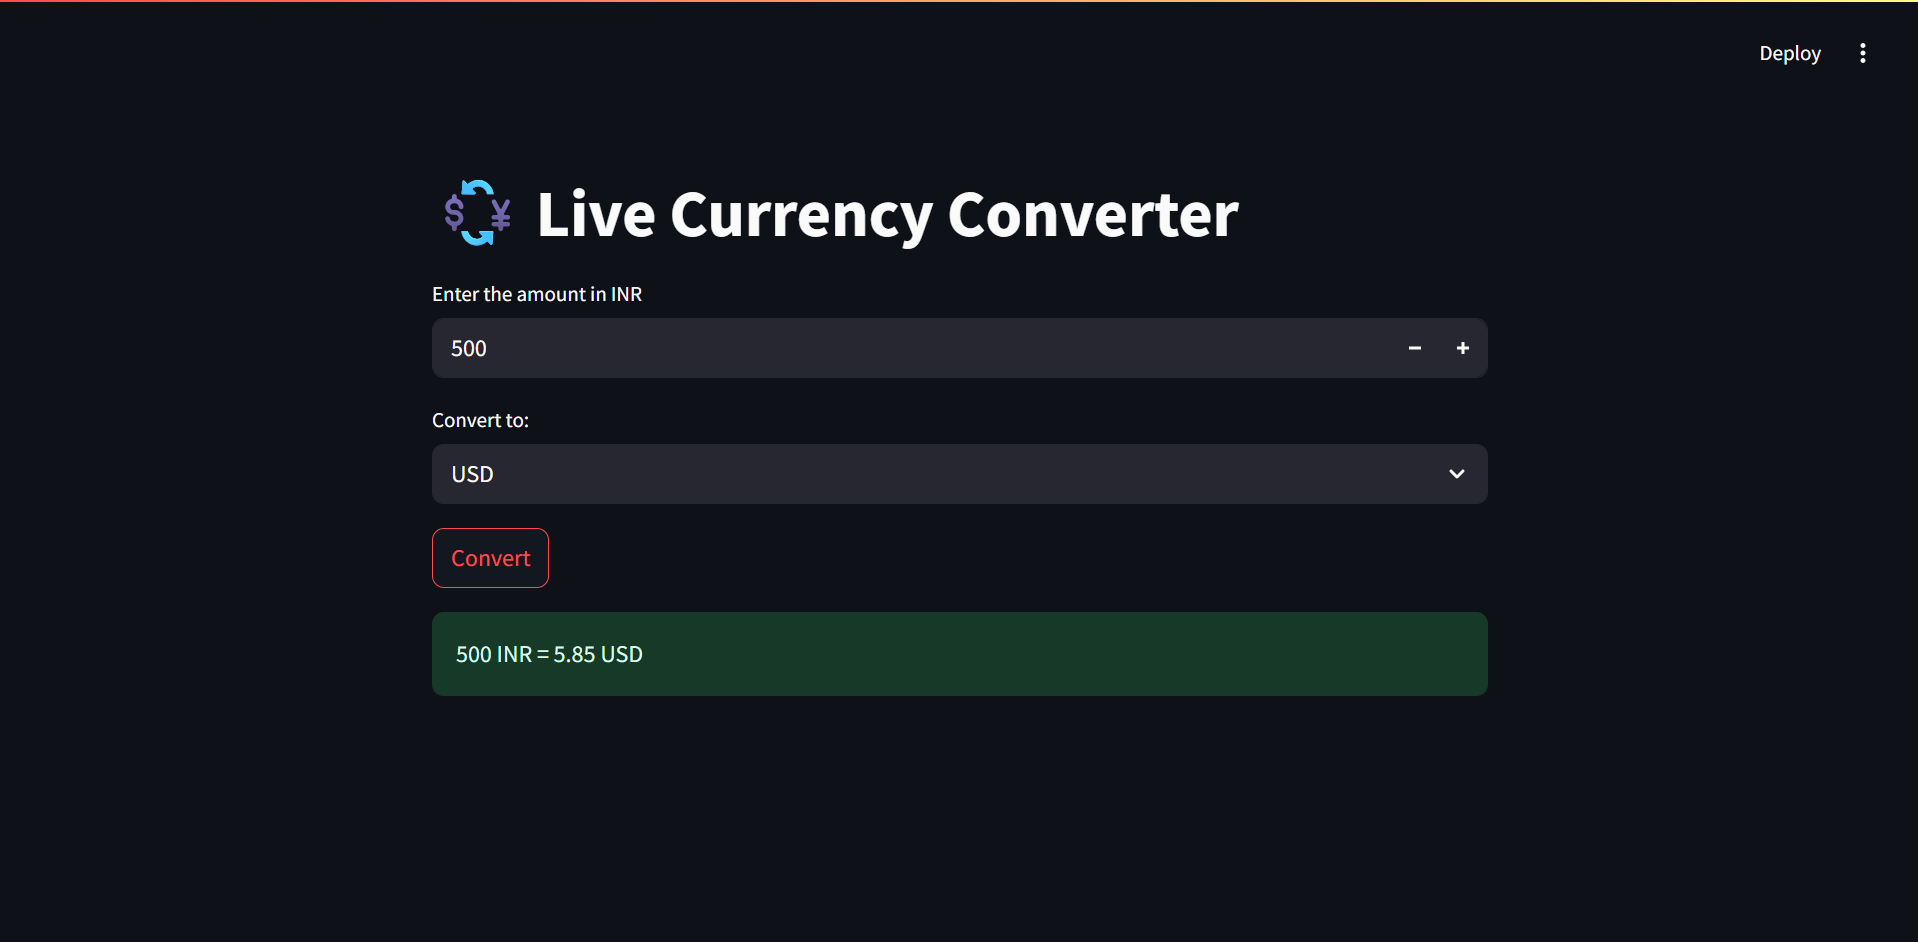 Deploy
Live Currency Converter
Enter the amount in INR
500
Convert to:
USD
Convert
500 INR = 5.85 USD